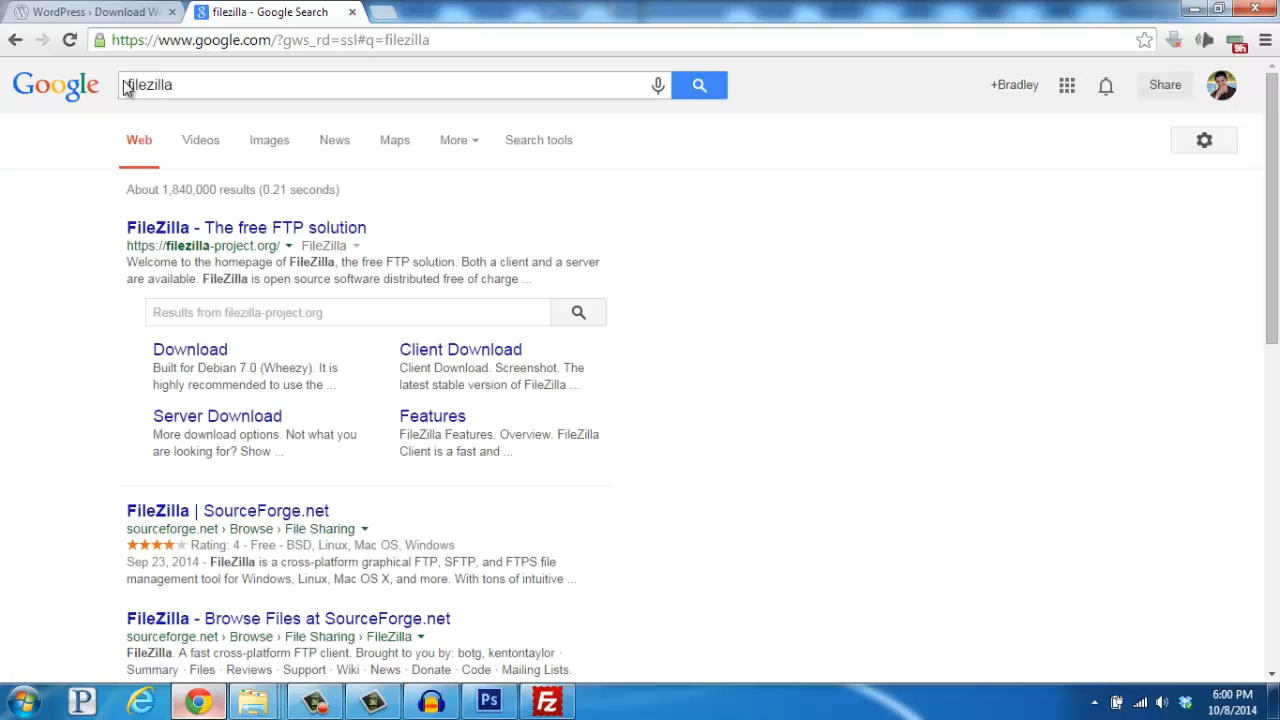 WordPress › Download W
filezilla - Google Search
https://www.google.com/?gws_rd=ssl#q=filezilla
9h
Google
filezilla
+Bradley
Share
Web
Videos
Images
News
Maps
More
Search tools
About 1,840,000 results (0.21 seconds)
FileZilla - The free FTP solution
https://filezilla-project.org/ FileZilla
Welcome to the homepage of FileZilla, the free FTP solution. Both a client and a server
are available. FileZilla is open source software distributed free of charge ...
Results from filezilla-project.org
Download
Built for Debian 7.0 (Wheezy). It is
highly recommended to use the ...
Client Download
Client Download. Screenshot. The
latest stable version of FileZilla ...
Server Download
More download options. Not what you
are looking for? Show ...
Features
FileZilla Features. Overview. FileZilla
Client is a fast and ...
FileZilla | SourceForge.net
sourceforge.net › Browse › File Sharing
Rating: 4 - Free - BSD, Linux, Mac OS, Windows
Sep 23, 2014 - FileZilla is a cross-platform graphical FTP, SFTP, and FTPS file
management tool for Windows, Linux, Mac OS X, and more. With tons of intuitive ...
FileZilla - Browse Files at SourceForge.net
sourceforge.net › Browse › File Sharing › FileZilla
FileZilla. A fast cross-platform FTP client. Brought to you by: botg, kentontaylor ·
Summary · Files · Reviews · Support · Wiki · News · Donate · Code · Mailing Lists.
P
Ps
Fz
6:00 PM
10/8/2014